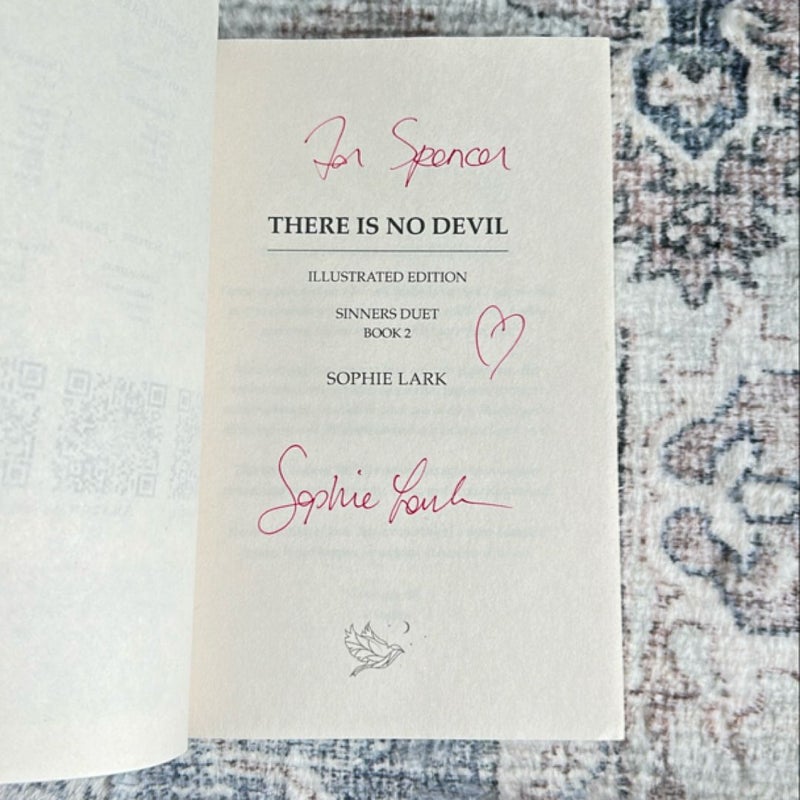 For Spencer
THERE IS NO DEVIL
ILLUSTRATED EDITION
SINNERS DUET
BOOK 2
SOPHIE LARK
Sophie Lark